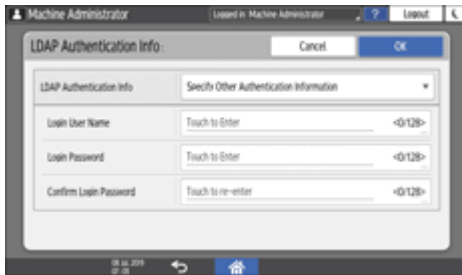 Machine Administrator
Logged in: Machine Administrator
?
Logout
LDAP Authentication Info:
Cancel
OK
LDAP Authentication Info
Specify Other Authentication Information
Login User Name
Touch to Enter
<0/128>
Login Password
Touch to Enter
<0/128>
Confirm Login Password
Touch to re-enter
<0/128>